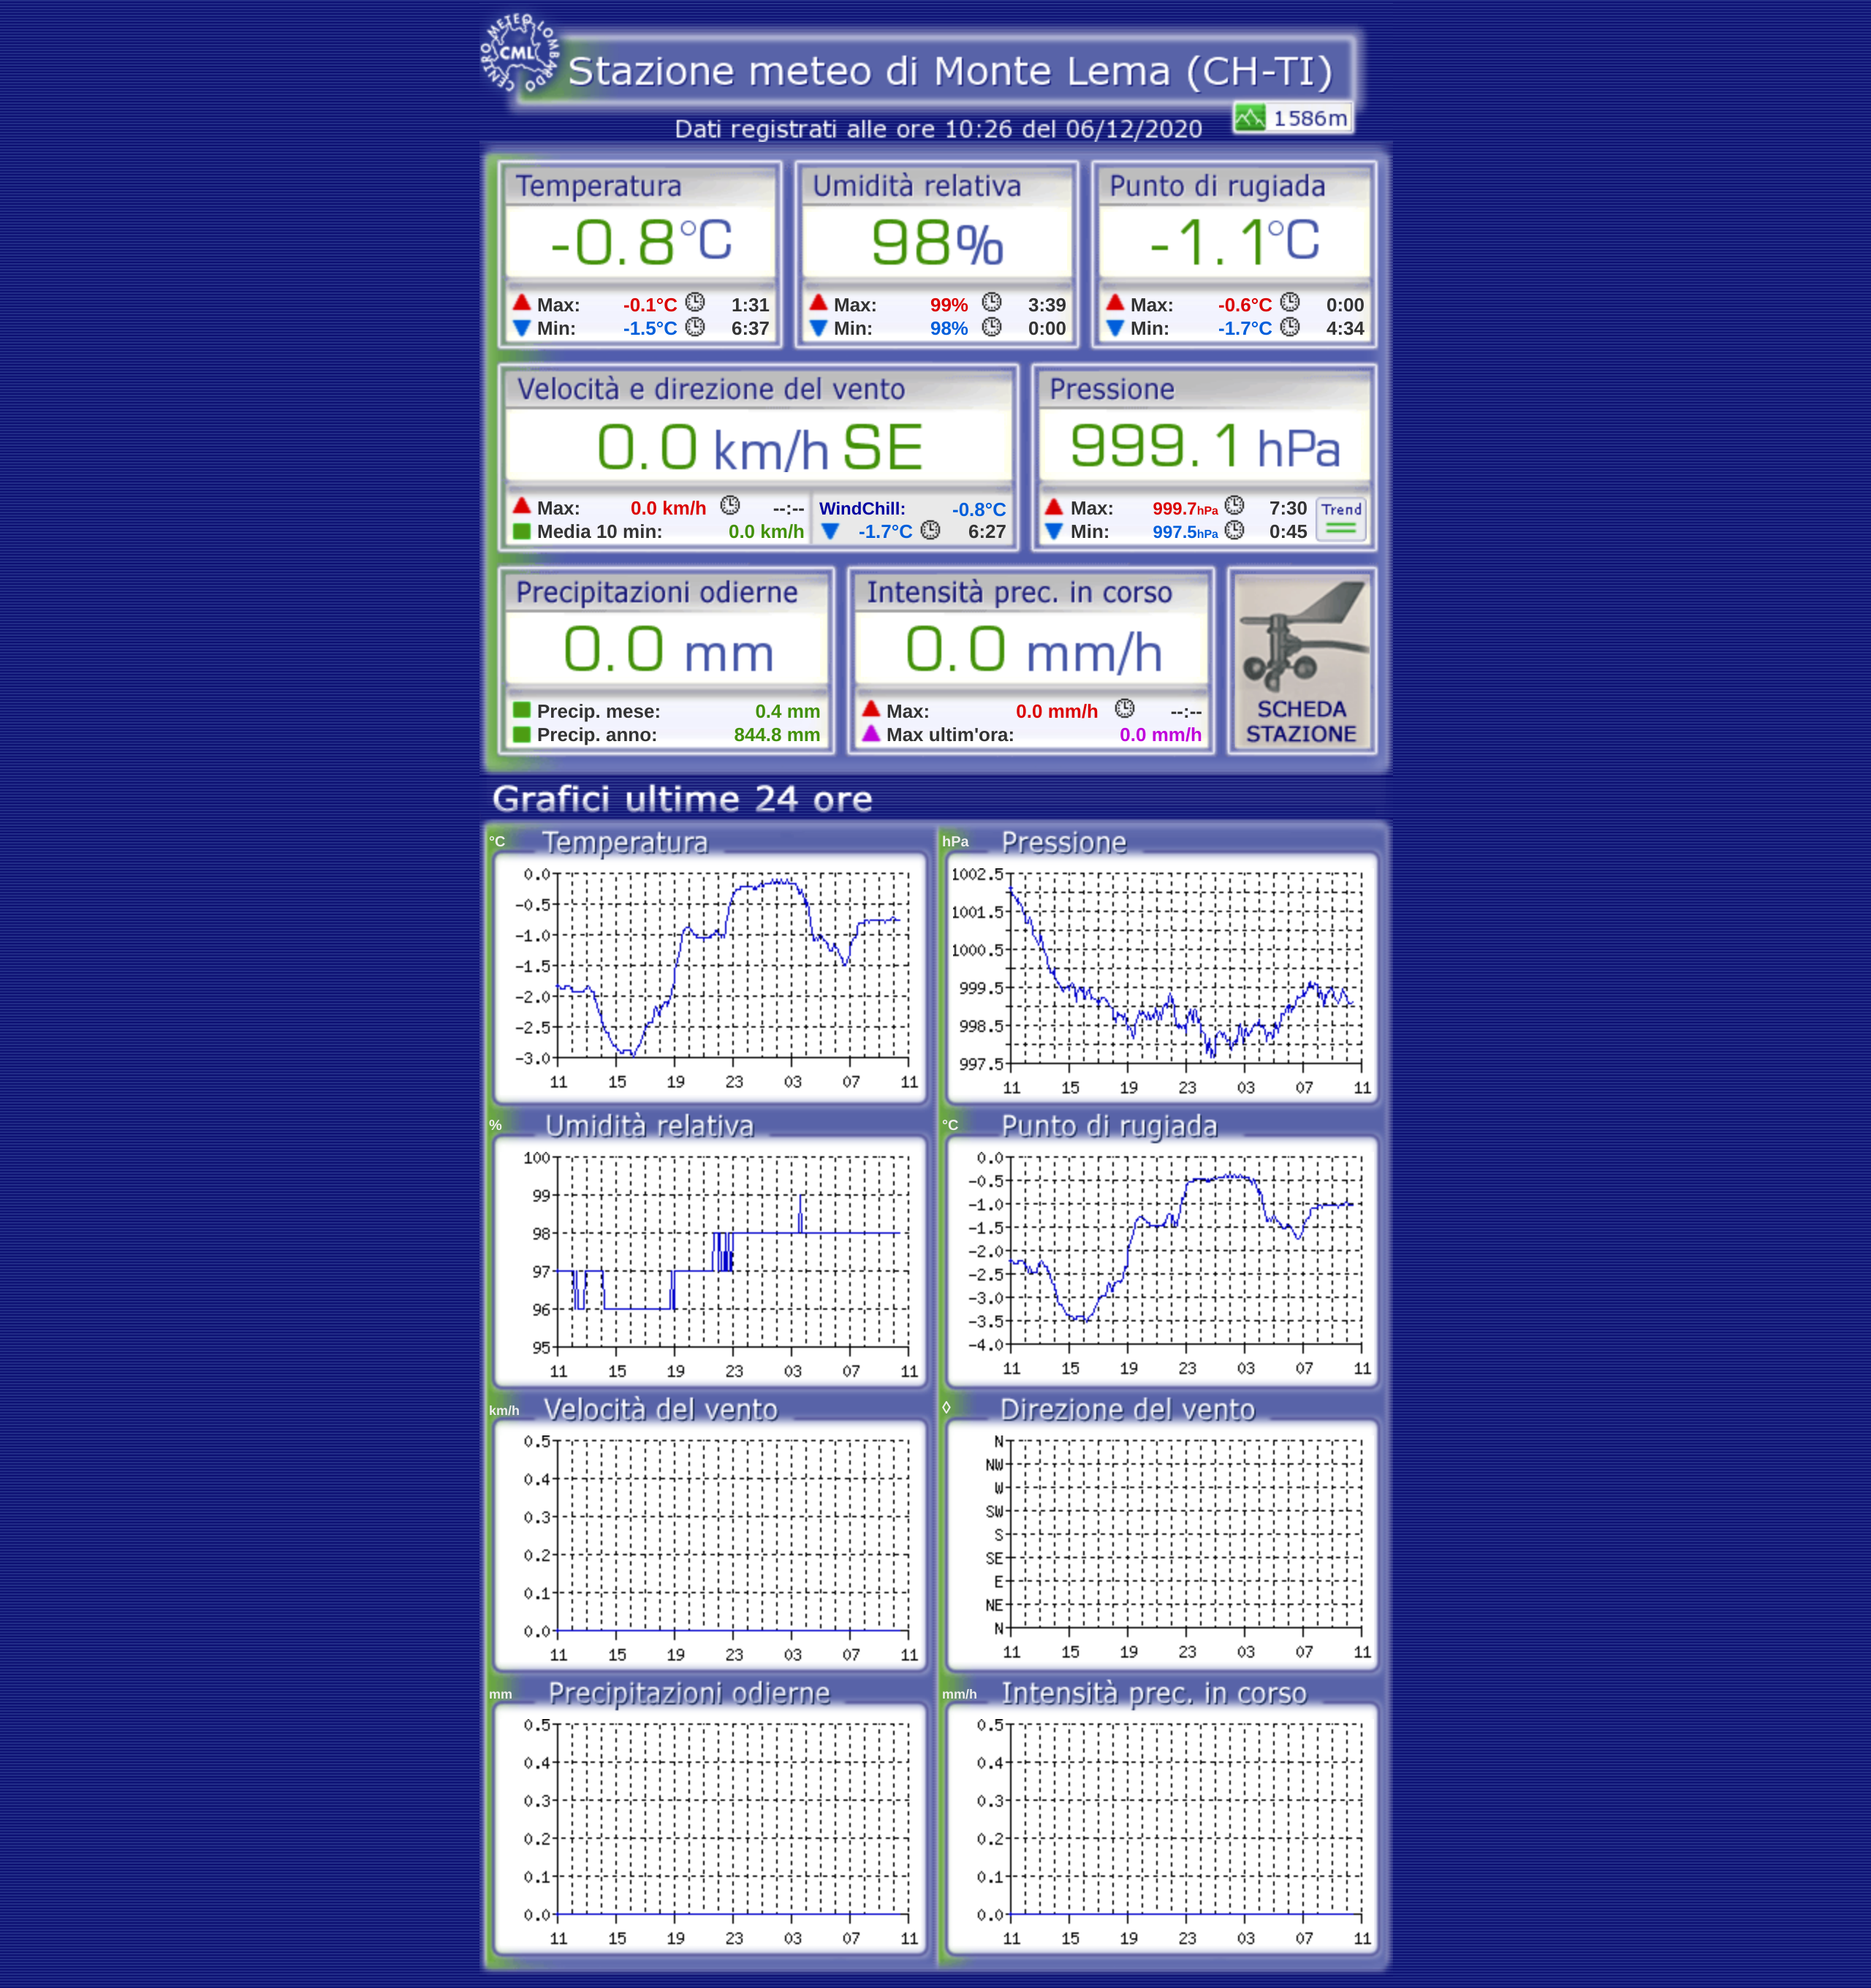 CENTRO METEO LOMBARDO
CML
Stazione meteo di Monte Lema (CH-TI)
1586m
Dati registrati alle ore 10:26 del 06/12/2020
Temperatura Umidità relativa Punto di rugiada
-0.8°C 98% -1.1°C
Max: -0.1°C 1:31 Max: 99% 3:39 Max: -0.6°C 0:00
Min: -1.5°C 6:37 Min: 98% 0:00 Min: -1.7°C 4:34
Velocità e direzione del vento Pressione
0.0 km/h SE 999.1 hPa
Max: 0.0 km/h --:-- WindChill: -0.8°C Max: 999.7hPa 7:30 Trend
Media 10 min: 0.0 km/h -1.7°C 6:27 Min: 997.5hPa 0:45
Precipitazioni odierne Intensità prec. in corso
0.0 mm 0.0 mm/h
Precip. mese: 0.4 mm Max: 0.0 mm/h --:-- SCHEDA
Precip. anno: 844.8 mm Max ultim'ora: 0.0 mm/h STAZIONE
Grafici ultime 24 ore
°C Temperatura
0.0
-0.5
-1.0
-1.5
-2.0
-2.5
-3.0
11 15 19 23 03 07 11
hPa Pressione
1002.5
1001.5
1000.5
999.5
998.5
997.5
11 15 19 23 03 07 11
% Umidità relativa
100
99
98
97
96
95
11 15 19 23 03 07 11
°C Punto di rugiada
0.0
-0.5
-1.0
-1.5
-2.0
-2.5
-3.0
-3.5
-4.0
11 15 19 23 03 07 11
km/h Velocità del vento
0.5
0.4
0.3
0.2
0.1
0.0
11 15 19 23 03 07 11
◊ Direzione del vento
N
NW
W
SW
S
SE
E
NE
N
11 15 19 23 03 07 11
mm Precipitazioni odierne
0.5
0.4
0.3
0.2
0.1
0.0
11 15 19 23 03 07 11
mm/h Intensità prec. in corso
0.5
0.4
0.3
0.2
0.1
0.0
11 15 19 23 03 07 11